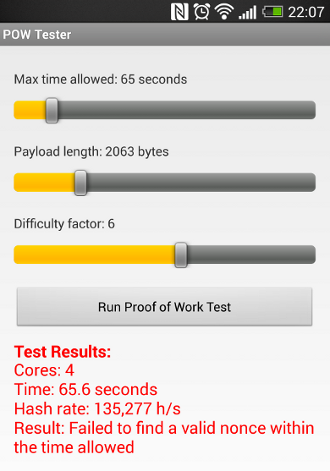 22:07
POW Tester
Max time allowed: 65 seconds
Payload length: 2063 bytes
Difficulty factor: 6
Run Proof of Work Test
Test Results:
Cores: 4
Time: 65.6 seconds
Hash rate: 135,277 h/s
Result: Failed to find a valid nonce within
the time allowed